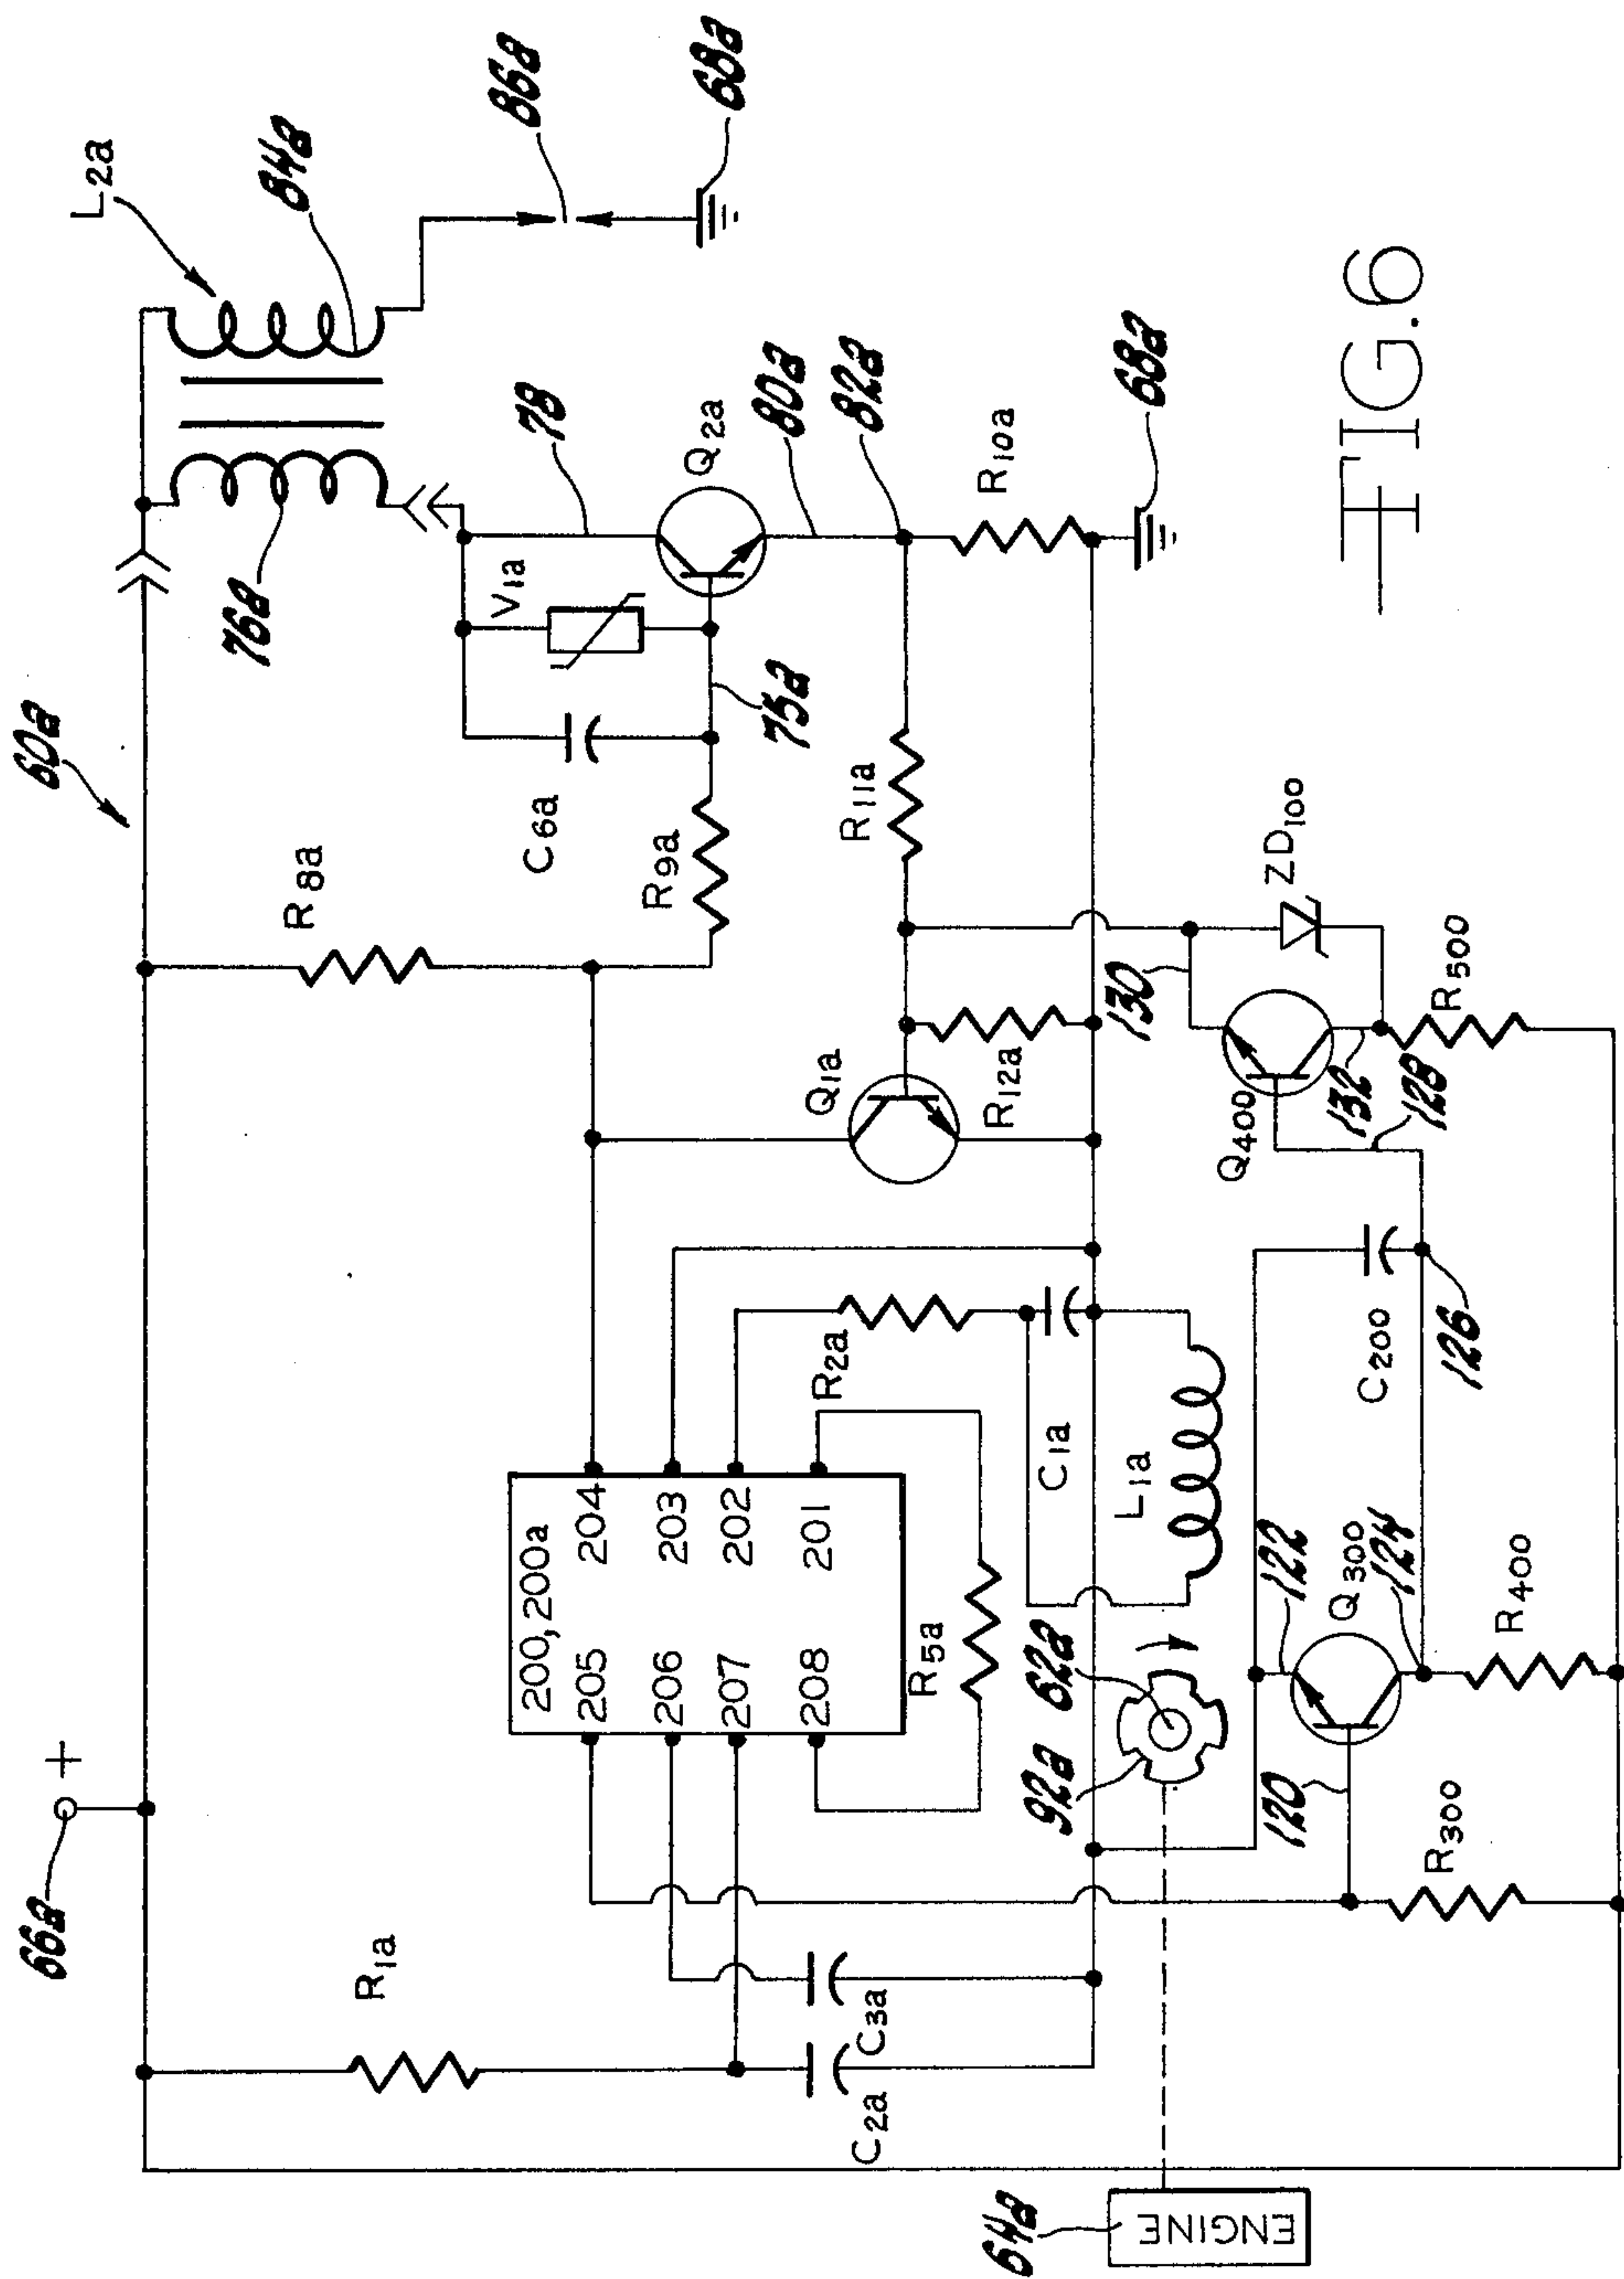 66a
+
60a
L2a
84a
86a
68a
76a
78
R8a
V1a
Q2a
C6a
R9a
75a
80a
82a
R10a
68a
R1a
200, 200a
205
204
206
203
207
202
208
201
R5a
R2a
C1a
L1a
Q1a
R12a
R11a
C2a
C3a
64a
ENGINE
92a
62a
120
122
Q300
124
R300
R400
C200
126
Q400
130
132
128
ZD100
R500
FIG.6